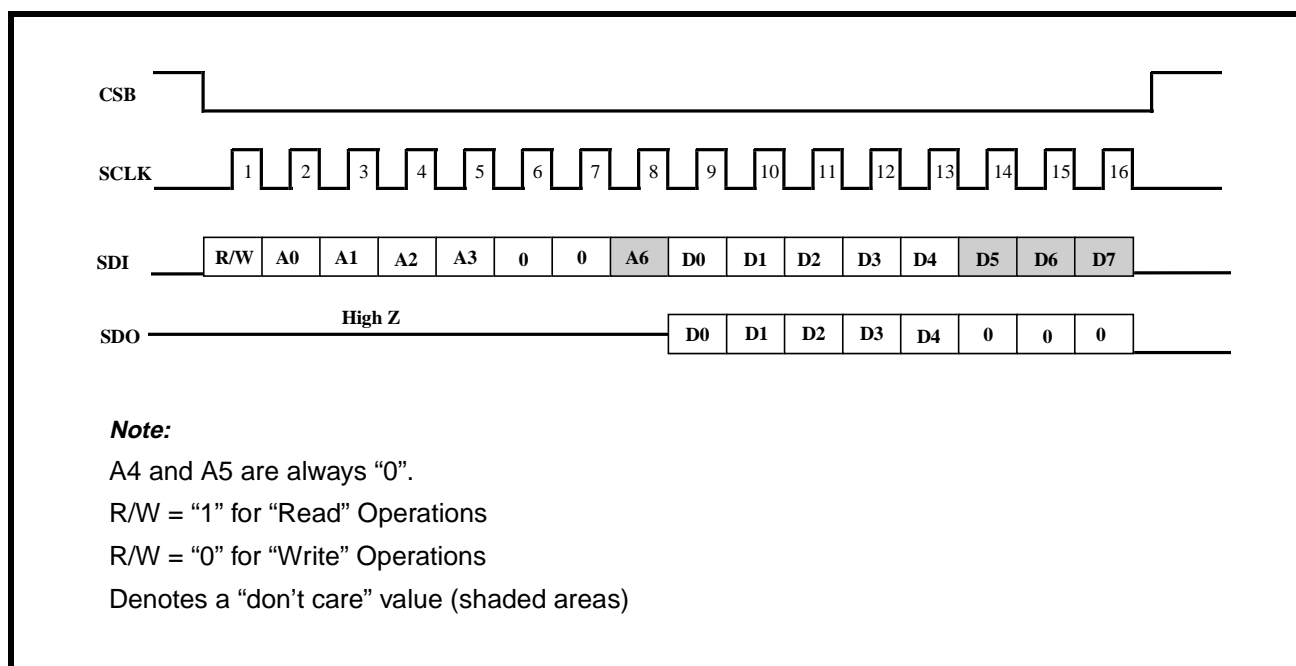 CSB
SCLK 1 2 3 4 5 6 7 8 9 10 11 12 13 14 15 16
SDI R/W A0 A1 A2 A3 0 0 A6 D0 D1 D2 D3 D4 D5 D6 D7
High Z
SDO D0 D1 D2 D3 D4 0 0 0
Note:
A4 and A5 are always “0”.
R/W = “1” for “Read” Operations
R/W = “0” for “Write” Operations
Denotes a “don’t care” value (shaded areas)